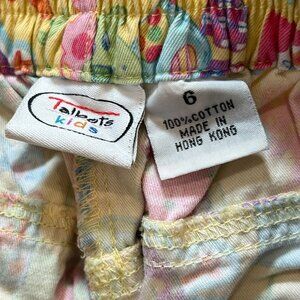 Talbots
kids
6
100% COTTON
MADE IN
HONG KONG